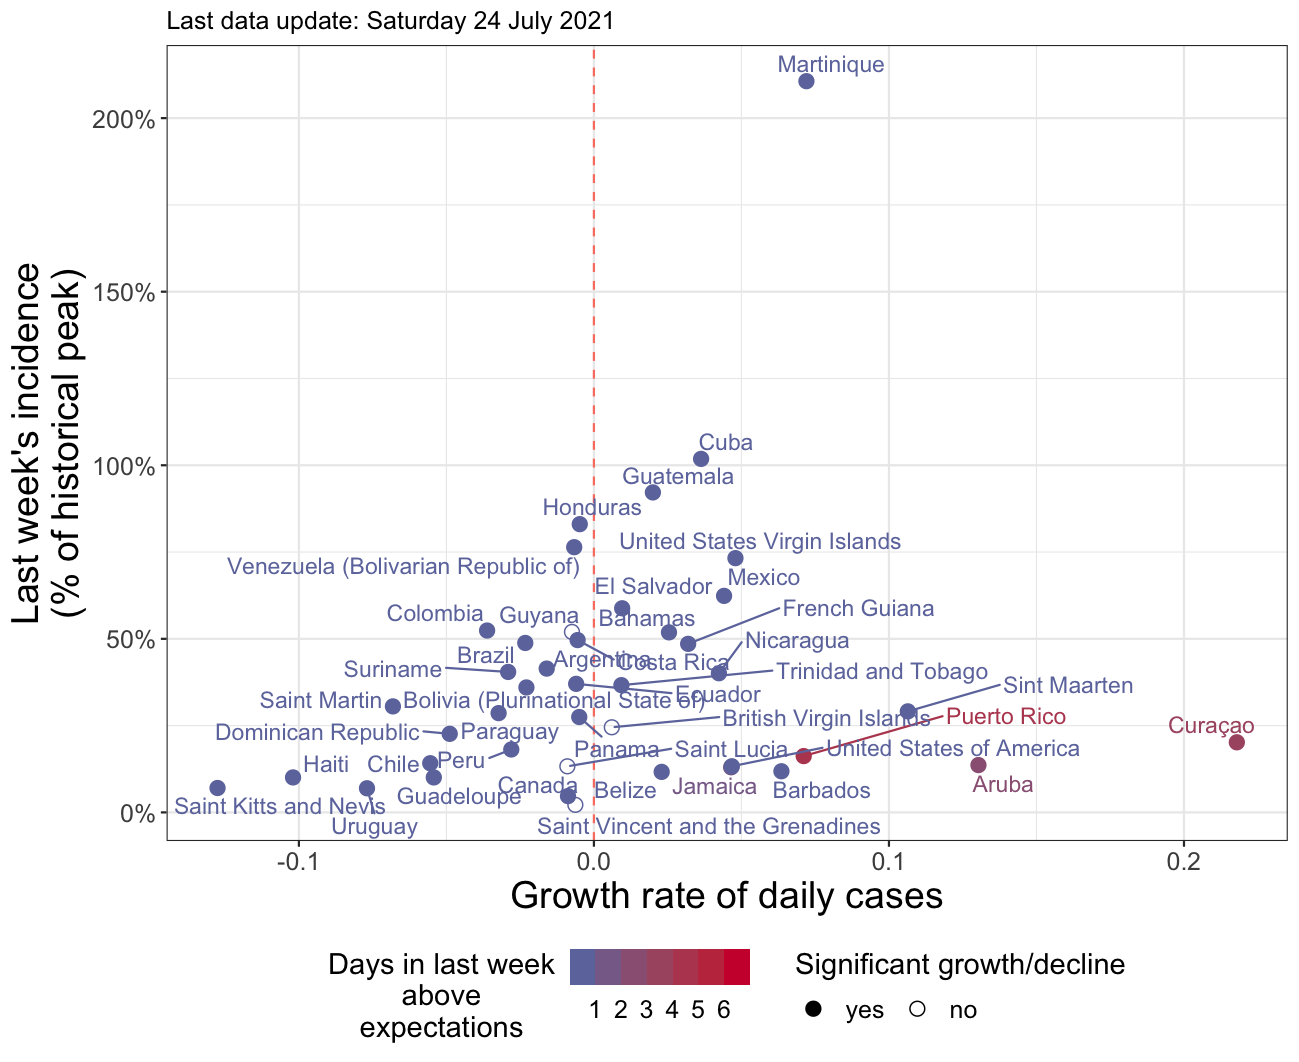 Last data update: Saturday 24 July 2021
Martinique
200%
150%
Last week's incidence
(% of historical peak)
Cuba
100%
Guatemala
Honduras
United States Virgin Islands
Venezuela (Bolivarian Republic of)
Mexico
El Salvador
French Guiana
Colombia
Guyana
Bahamas
50%
Nicaragua
Brazil
Argentina
Costa Rica
Suriname
Trinidad and Tobago
Sint Maarten
Ecuador
Saint Martin
Bolivia (Plurinational State of)
British Virgin Islands
Puerto Rico
Curaçao
Dominican Republic
Paraguay
Panama
Saint Lucia
United States of America
Haiti
Chile
Peru
Canada
Belize
Jamaica
Barbados
Aruba
Guadeloupe
Saint Kitts and Nevis
0%
Uruguay
Saint Vincent and the Grenadines
-0.1
0.0
0.1
0.2
Growth rate of daily cases
Days in last week
above
expectations
1 2 3 4 5 6
Significant growth/decline
yes
no